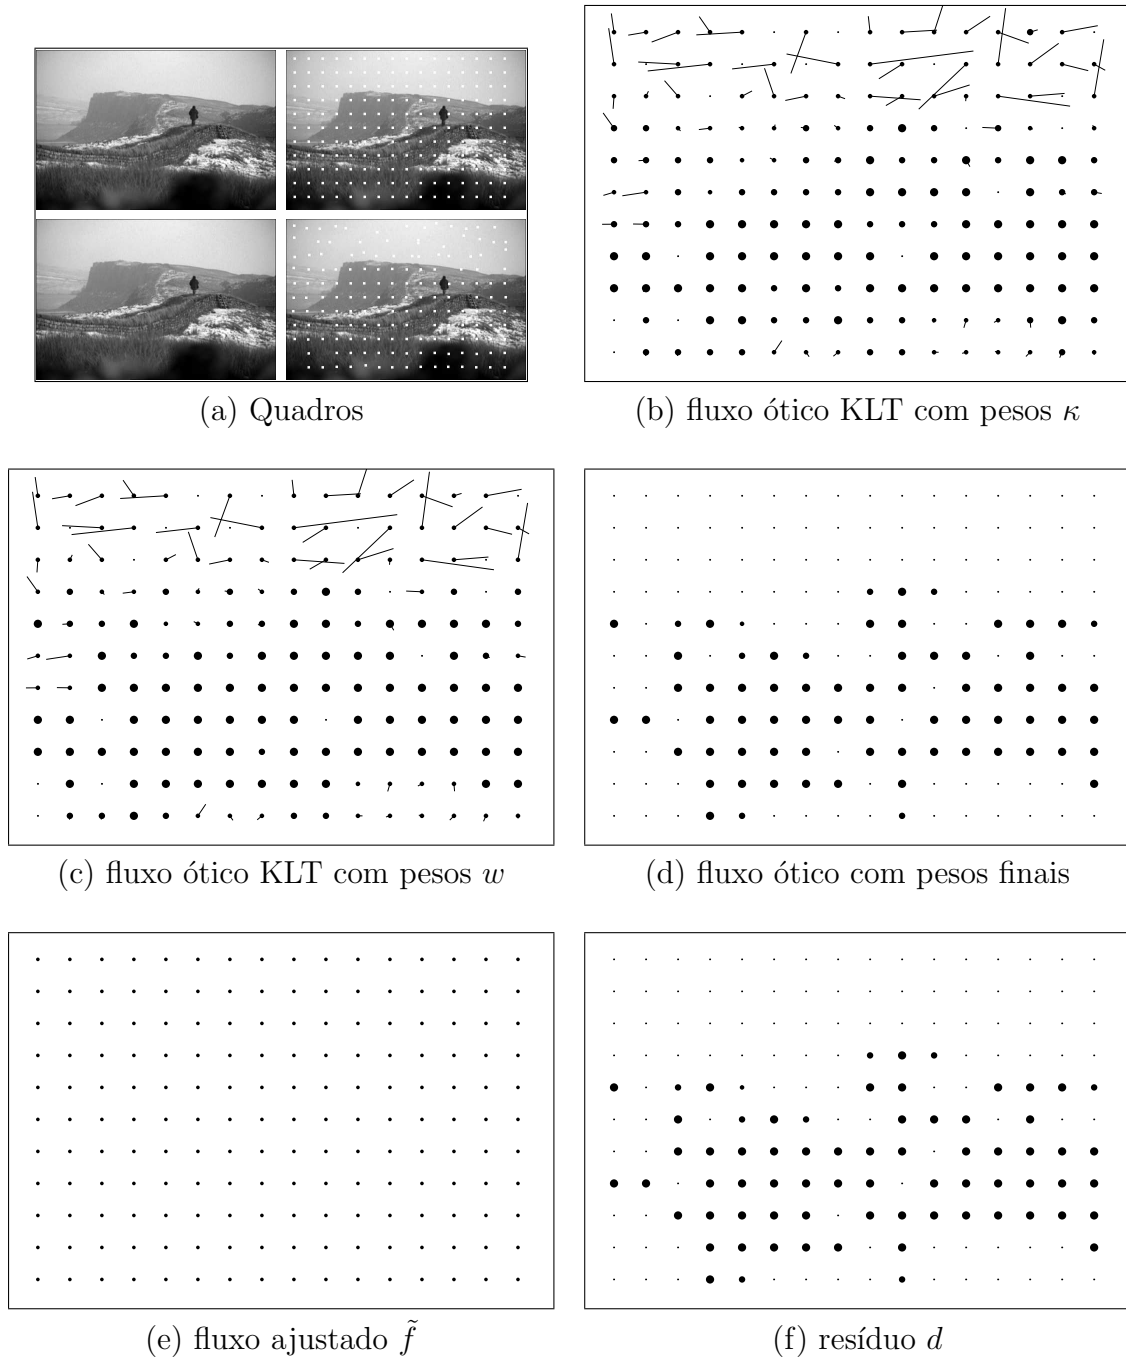 (a) Quadros
(b) fluxo ótico KLT com pesos κ
(c) fluxo ótico KLT com pesos w
(d) fluxo ótico com pesos finais
(e) fluxo ajustado f̃
(f) resíduo d